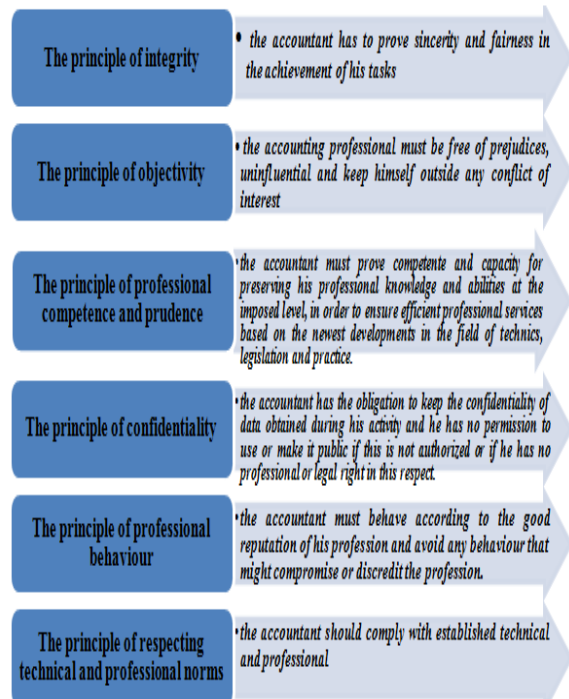 The principle of integrity
• the accountant has to prove sincerity and fairness in
the achievement of his tasks
The principle of objectivity
• the accounting professional must be free of prejudices,
uninfluential and keep himself outside any conflict of
interest
The principle of professional
competence and prudence
• the accountant must prove competente and capacity for
preserving his professional knowledge and abilities at the
imposed level, in order to ensure efficient professional services
based on the newest developments in the field of technics,
legislation and practice.
The principle of confidentiality
• the accountant has the obligation to keep the confidentiality of
data obtained during his activity and he has no permission to
use or make it public if this is not authorized or if he has no
professional or legal right in this respect.
The principle of professional
behaviour
• the accountant must behave according to the good
reputation of his profession and avoid any behaviour that
might compromise or discredit the profession.
The principle of respecting
technical and professional norms
• the accountant should comply with established technical
and professional